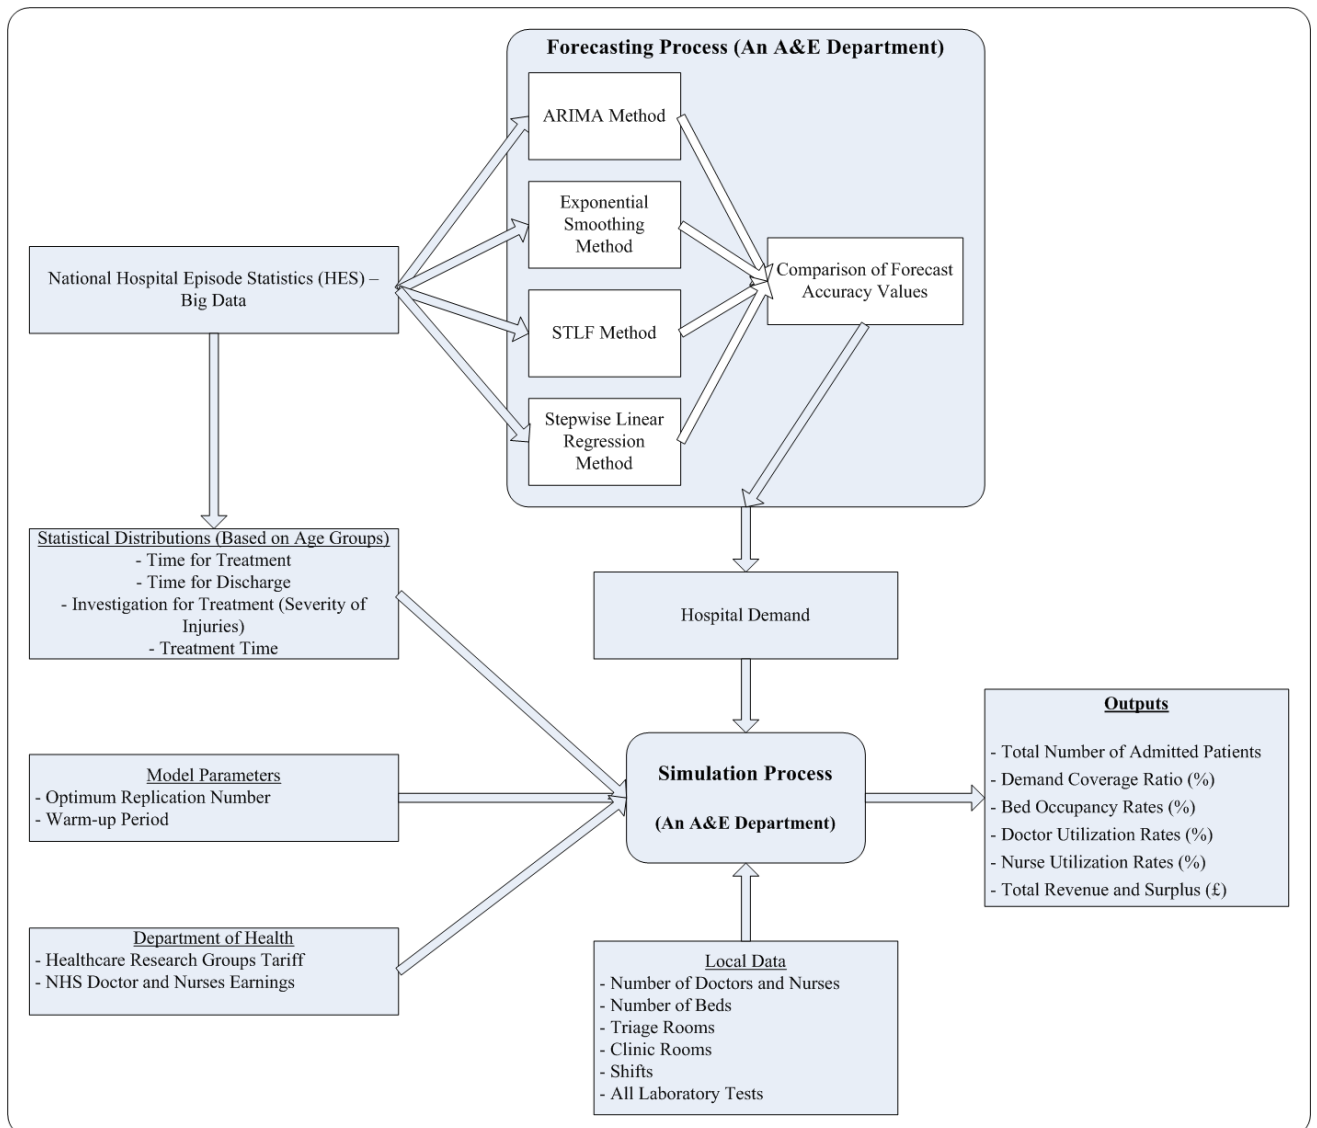 Forecasting Process (An A&E Department)
ARIMA Method
Exponential
Smoothing
Method
STLF Method
Stepwise Linear
Regression
Method
Comparison of Forecast
Accuracy Values
National Hospital Episode Statistics (HES) –
Big Data
Statistical Distributions (Based on Age Groups)
- Time for Treatment
- Time for Discharge
- Investigation for Treatment (Severity of
Injuries)
- Treatment Time
Hospital Demand
Model Parameters
- Optimum Replication Number
- Warm-up Period
Simulation Process
(An A&E Department)
Outputs
- Total Number of Admitted Patients
- Demand Coverage Ratio (%)
- Bed Occupancy Rates (%)
- Doctor Utilization Rates (%)
- Nurse Utilization Rates (%)
- Total Revenue and Surplus (£)
Department of Health
- Healthcare Research Groups Tariff
- NHS Doctor and Nurses Earnings
Local Data
- Number of Doctors and Nurses
- Number of Beds
- Triage Rooms
- Clinic Rooms
- Shifts
- All Laboratory Tests